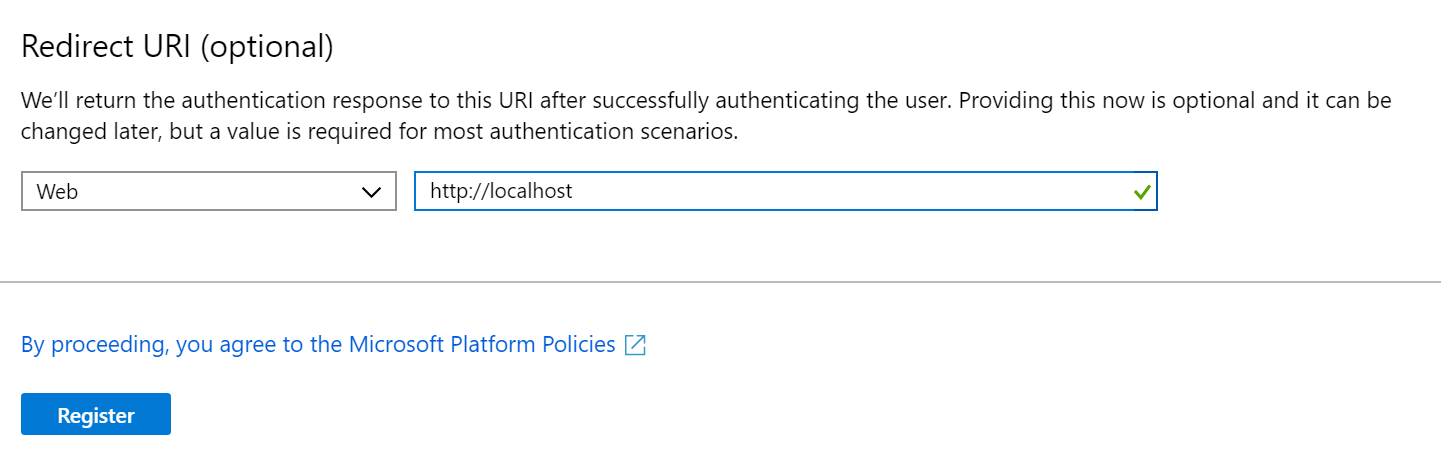 Redirect URI (optional)
We’ll return the authentication response to this URI after successfully authenticating the user. Providing this now is optional and it can be
changed later, but a value is required for most authentication scenarios.
Web
http://localhost
By proceeding, you agree to the Microsoft Platform Policies
Register